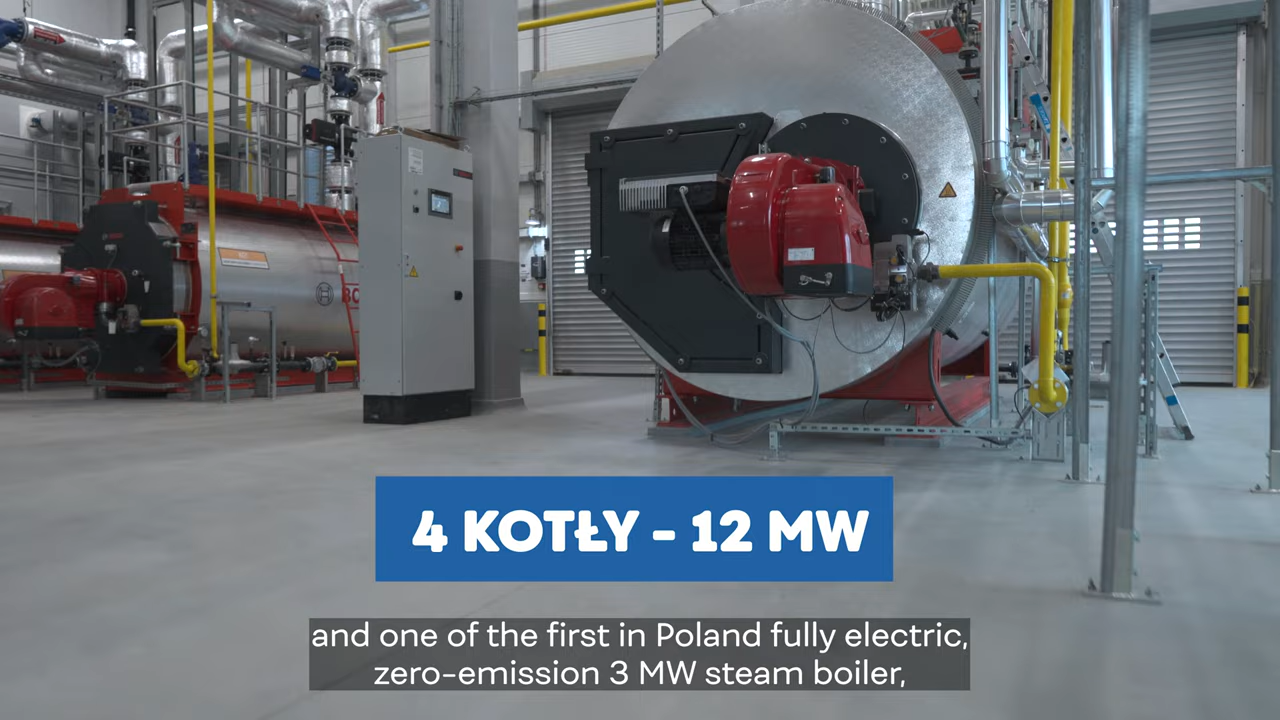 BOSCH
4 KOTŁY - 12 MW
and one of the first in Poland fully electric,
zero-emission 3 MW steam boiler,